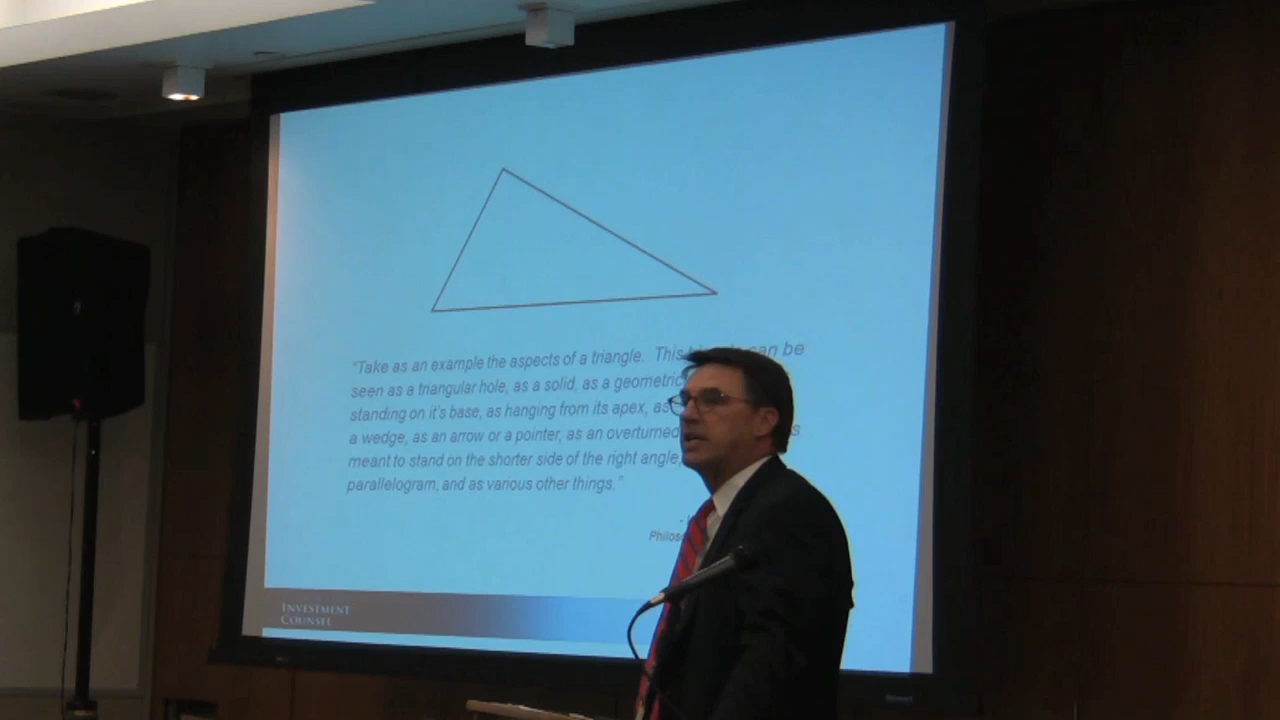 "Take as an example the aspects of a triangle. This can be
seen as a triangular hole, as a solid, as a geometric
standing on it's base, as hanging from its apex, as
a wedge, as an arrow or a pointer, as an overturned
meant to stand on the shorter side of the right angle,
parallelogram, and as various other things."
INVESTMENT
COUNSEL